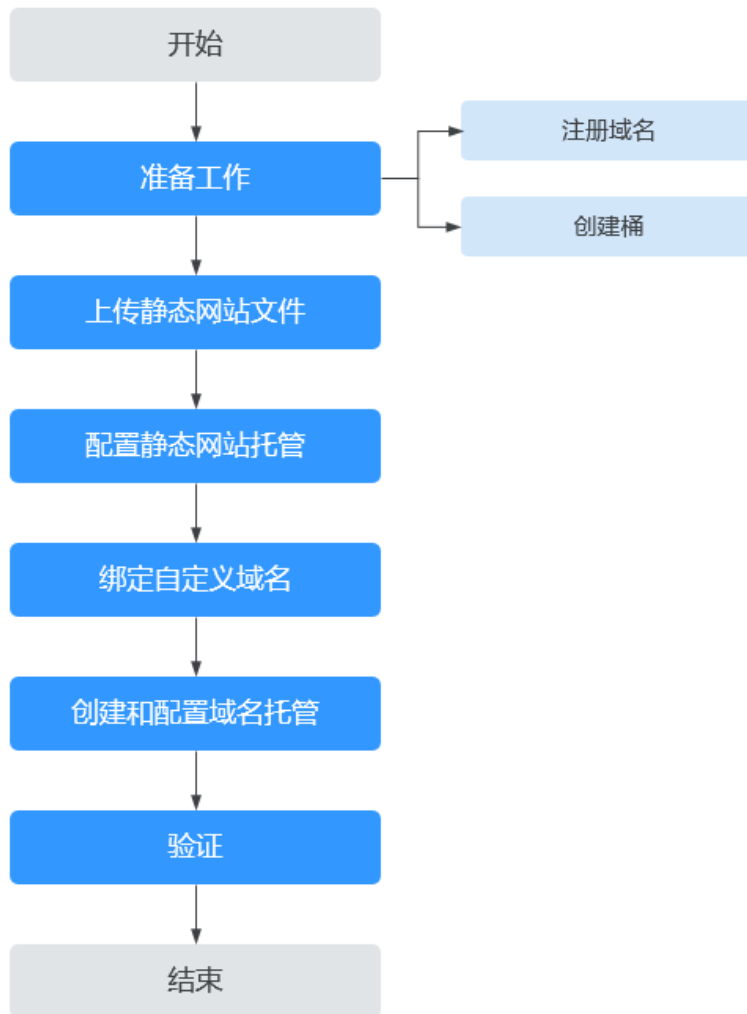 开始
准备工作
注册域名
创建桶
上传静态网站文件
配置静态网站托管
绑定自定义域名
创建和配置域名托管
验证
结束